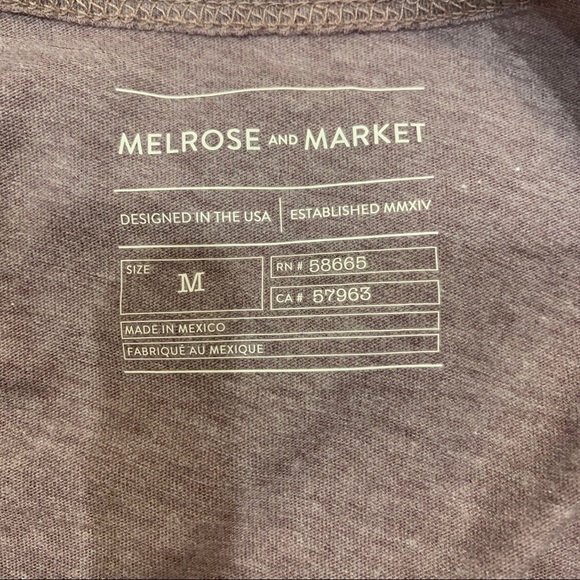 MELROSE AND MARKET
DESIGNED IN THE USA | ESTABLISHED MMXIV
SIZE M
RN # 58665
CA # 57963
MADE IN MEXICO
FABRIQUÉ AU MEXIQUE